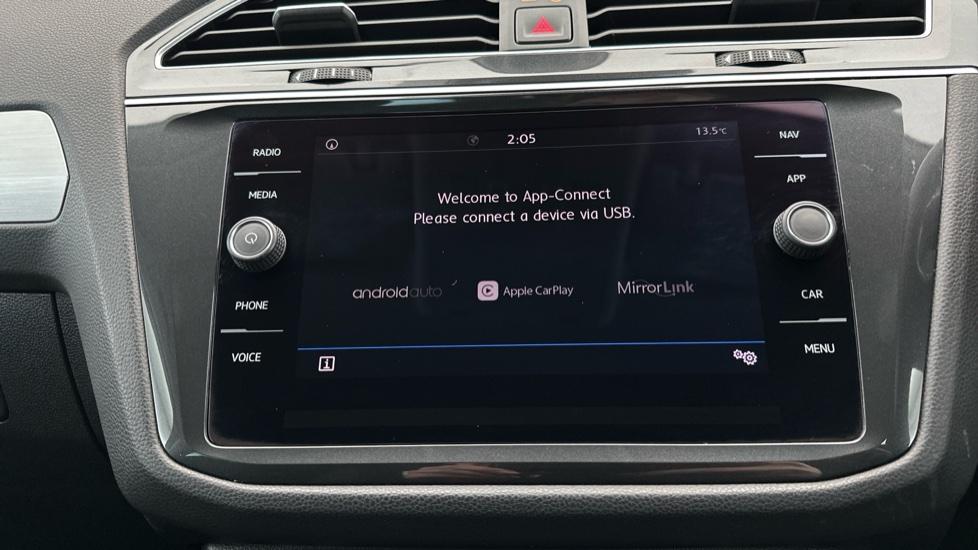 2:05
13.5°C
RADIO
MEDIA
PHONE
VOICE
Welcome to App-Connect
Please connect a device via USB.
androidauto
Apple CarPlay
MirrorLink
NAV
APP
CAR
MENU